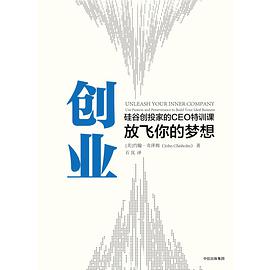 创业
UNLEASH YOUR INNER COMPANY
Use Passion and Perseverance to Build Your Ideal Business
硅谷创投家的CEO特训课
放飞你的梦想
[美]约翰·奇泽姆（John Chisholm） 著
石岱 译
中信出版集团